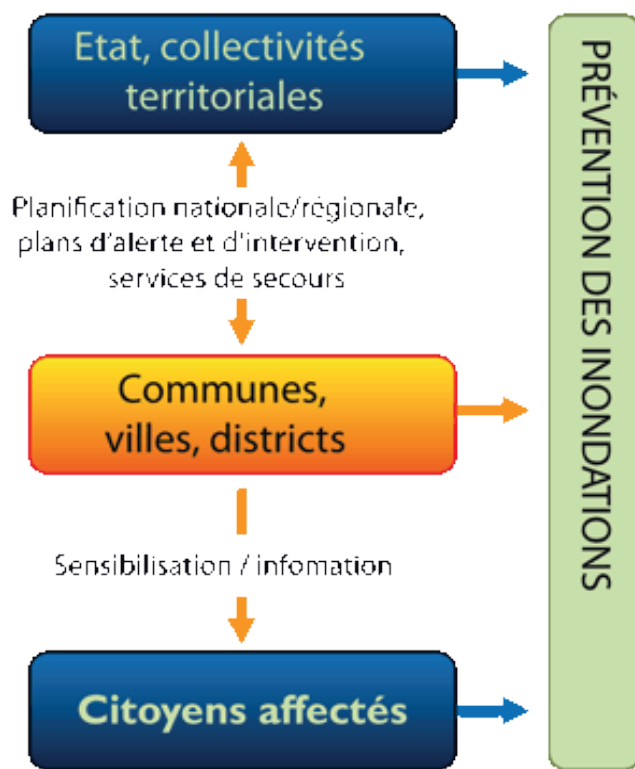 Etat, collectivités
territoriales
Planification nationale/régionale,
plans d'alerte et d'intervention,
services de secours
Communes,
villes, districts
Sensibilisation / infomation
Citoyens affectés
PRÉVENTION DES INONDATIONS